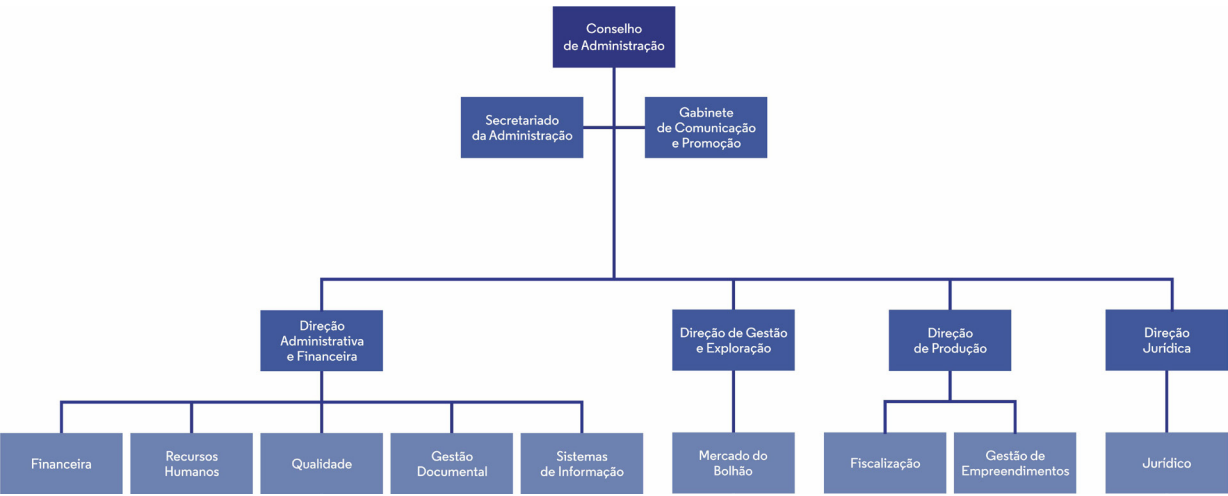 Conselho
de Administração
Secretariado
da Administração
Gabinete
de Comunicação
e Promoção
Direção
Administrativa
e Financeira
Direção de Gestão
e Exploração
Direção
de Produção
Direção
Jurídica
Financeira
Recursos
Humanos
Qualidade
Gestão
Documental
Sistemas
de Informação
Mercado do
Bolhão
Fiscalização
Gestão de
Empreendimentos
Jurídico